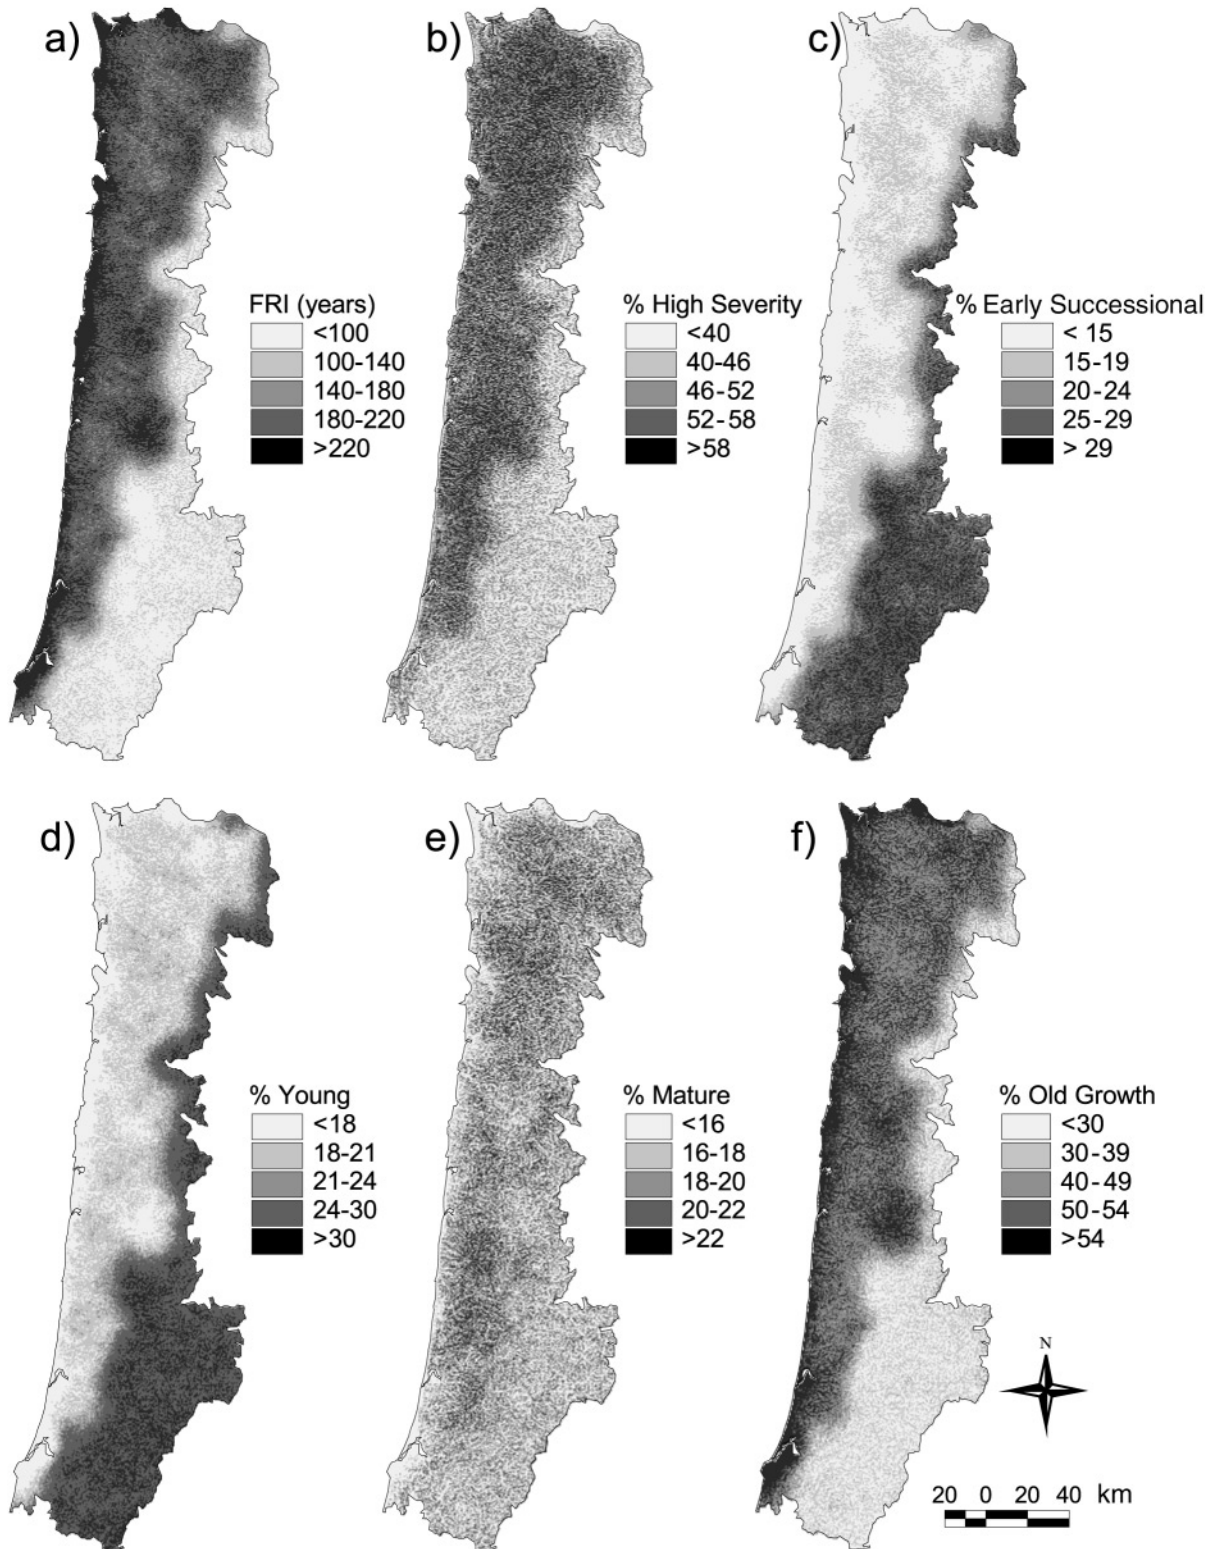 a)
b)
c)
FRI (years)
<100
100-140
140-180
180-220
>220
% High Severity
<40
40-46
46-52
52-58
>58
% Early Successional
< 15
15-19
20-24
25-29
> 29
d)
e)
f)
% Young
<18
18-21
21-24
24-30
>30
% Mature
<16
16-18
18-20
20-22
>22
% Old Growth
<30
30-39
40-49
50-54
>54
N
20 0 20 40 km